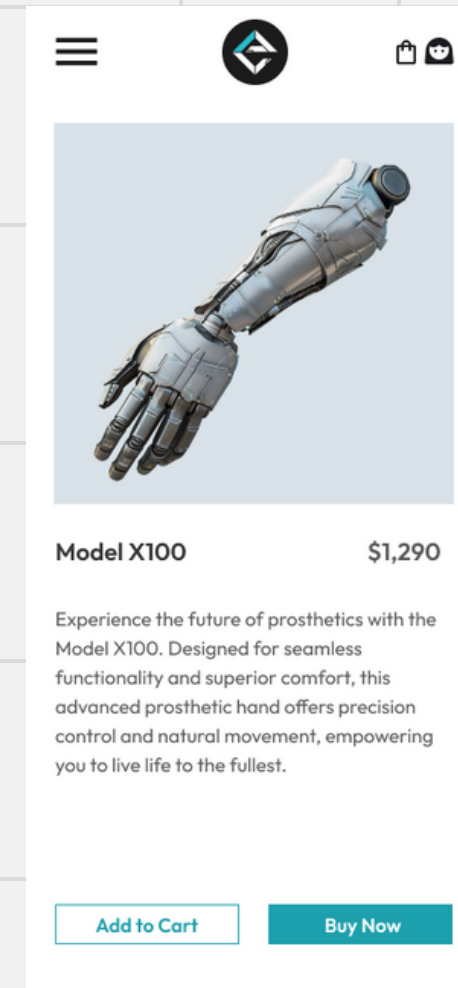 Model X100 $1,290
Experience the future of prosthetics with the
Model X100. Designed for seamless
functionality and superior comfort, this
advanced prosthetic hand offers precision
control and natural movement, empowering
you to live life to the fullest.
Add to Cart Buy Now